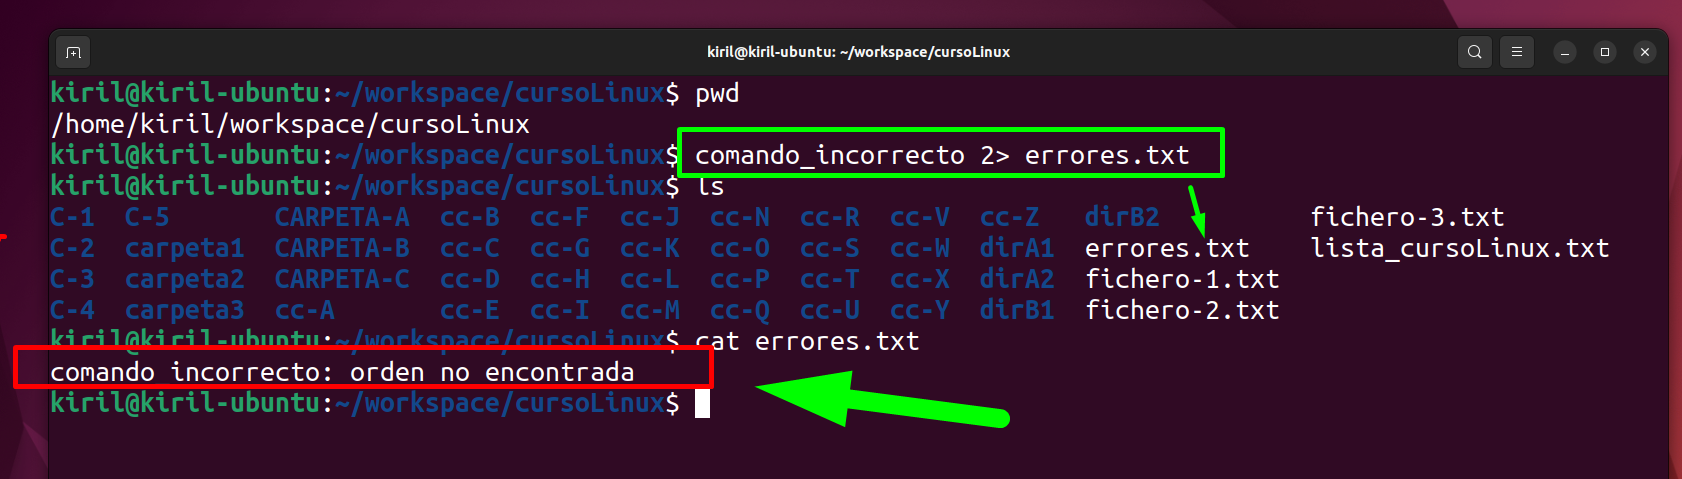 kiril@kiril-ubuntu: ~/workspace/cursoLinux
kiril@kiril-ubuntu:~/workspace/cursoLinux$ pwd
/home/kiril/workspace/cursoLinux
kiril@kiril-ubuntu:~/workspace/cursoLinux$ comando_incorrecto 2> errores.txt
kiril@kiril-ubuntu:~/workspace/cursoLinux$ ls
C-1 C-5 CARPETA-A cc-B cc-F cc-J cc-N cc-R cc-V cc-Z dirB2 fichero-3.txt
C-2 carpeta1 CARPETA-B cc-C cc-G cc-K cc-O cc-S cc-W dirA1 errores.txt lista_cursoLinux.txt
C-3 carpeta2 CARPETA-C cc-D cc-H cc-L cc-P cc-T cc-X dirA2 fichero-1.txt
C-4 carpeta3 cc-A cc-E cc-I cc-M cc-Q cc-U cc-Y dirB1 fichero-2.txt
kiril@kiril-ubuntu:~/workspace/cursoLinux$ cat errores.txt
comando incorrecto: orden no encontrada
kiril@kiril-ubuntu:~/workspace/cursoLinux$